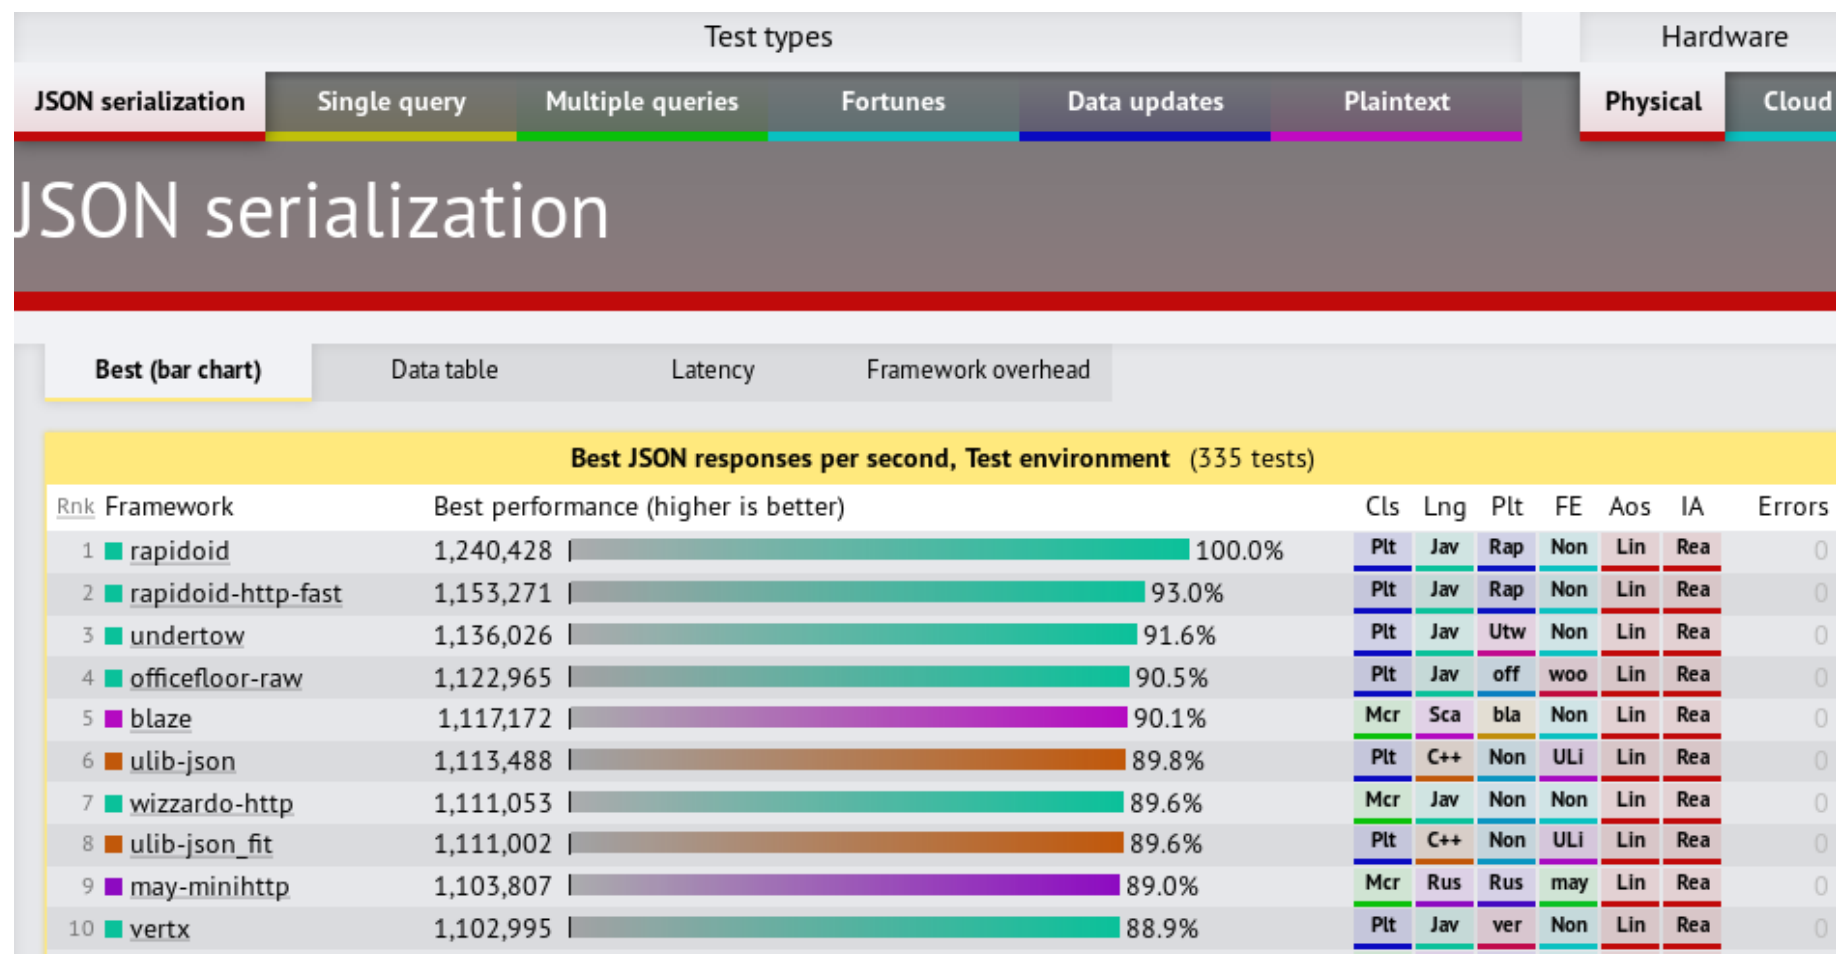 Test types Hardware
JSON serialization Single query Multiple queries Fortunes Data updates Plaintext Physical Cloud
JSON serialization
Best (bar chart) Data table Latency Framework overhead
Best JSON responses per second, Test environment (335 tests)
Rnk Framework Best performance (higher is better) Cls Lng Plt FE Aos IA Errors
1 rapidoid 1,240,428 100.0% Plt Jav Rap Non Lin Rea 0
2 rapidoid-http-fast 1,153,271 93.0% Plt Jav Rap Non Lin Rea 0
3 undertow 1,136,026 91.6% Plt Jav Utw Non Lin Rea 0
4 officefloor-raw 1,122,965 90.5% Plt Jav off woo Lin Rea 0
5 blaze 1,117,172 90.1% Mcr Sca bla Non Lin Rea 0
6 ulib-json 1,113,488 89.8% Plt C++ Non ULi Lin Rea 0
7 wizzardo-http 1,111,053 89.6% Mcr Jav Non Non Lin Rea 0
8 ulib-json_fit 1,111,002 89.6% Plt C++ Non ULi Lin Rea 0
9 may-minihttp 1,103,807 89.0% Mcr Rus Rus may Lin Rea 0
10 vertx 1,102,995 88.9% Plt Jav ver Non Lin Rea 0